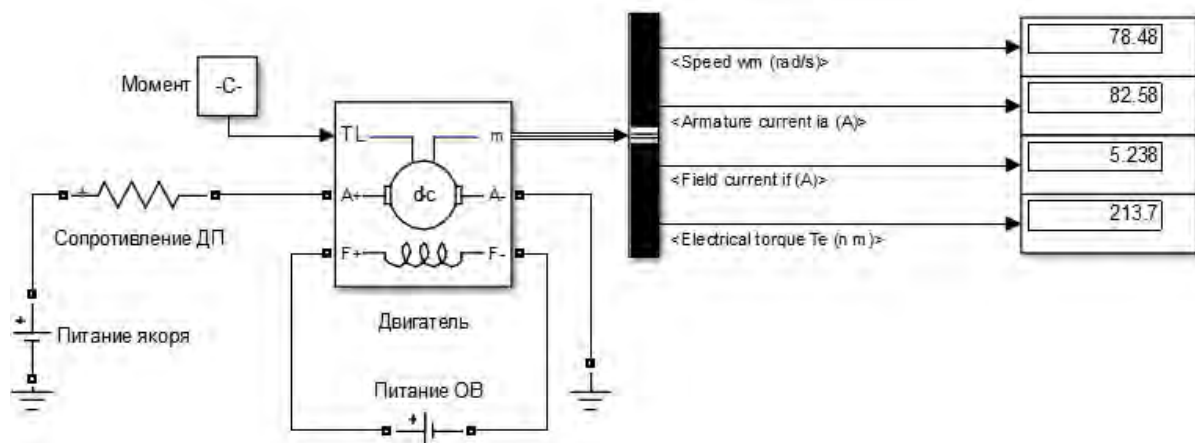 78.48
<Speed wm (rad/s)>
Момент
-C-
82.58
<Armature current ia (A)>
TL
m
5.238
A+
dc
A-
<Field current if (A)>
+
Сопротивление ДП
213.7
F+
F-
<Electrical torque Te (n m)>
Двигатель
+
Питание якоря
Питание ОВ
+